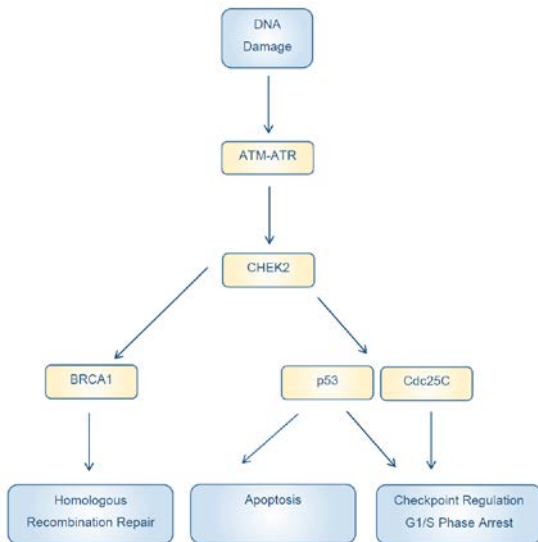 DNA
Damage
ATM-ATR
CHEK2
BRCA1
p53
Cdc25C
Homologous
Recombination Repair
Apoptosis
Checkpoint Regulation
G1/S Phase Arrest